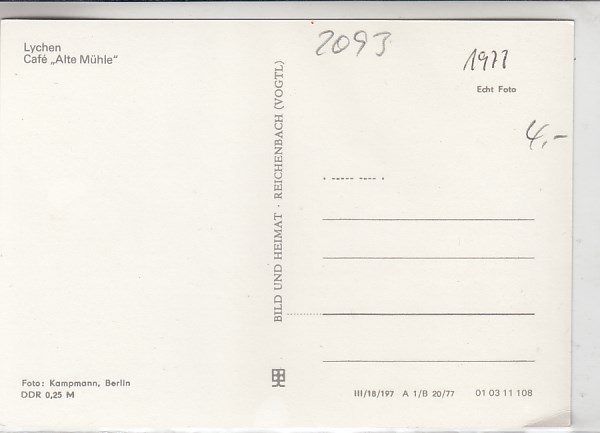 Lychen
Café „Alte Mühle“
2093
1977
Echt Foto
4,-
BILD UND HEIMAT · REICHENBACH (VOGTL)
Foto: Kampmann, Berlin
DDR 0,25 M
III/18/197 A 1/B 20/77 01 03 11 108